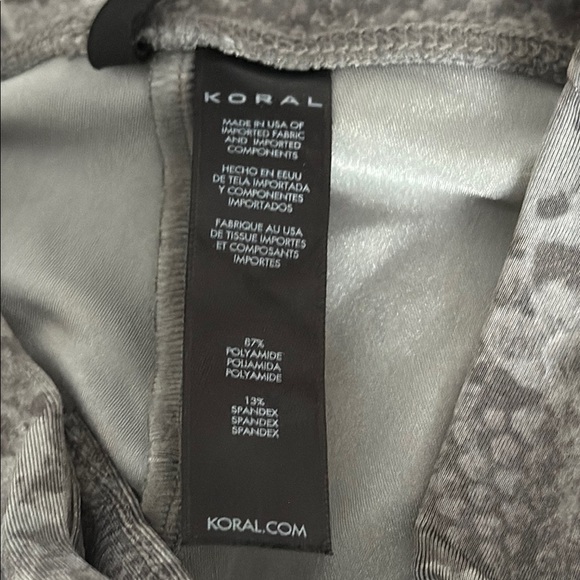 KORAL
MADE IN USA OF
IMPORTED FABRIC
AND IMPORTED
COMPONENTS
HECHO EN EEUU
DE TELA IMPORTADA
Y COMPONENTES
IMPORTADOS
FABRIQUE AU USA
DE TISSUE IMPORTES
ET COMPOSANTS
IMPORTES
87%
POLYAMIDE
POLIAMIDA
POLYAMIDE
13%
SPANDEX
SPANDEX
SPANDEX
KORAL.COM